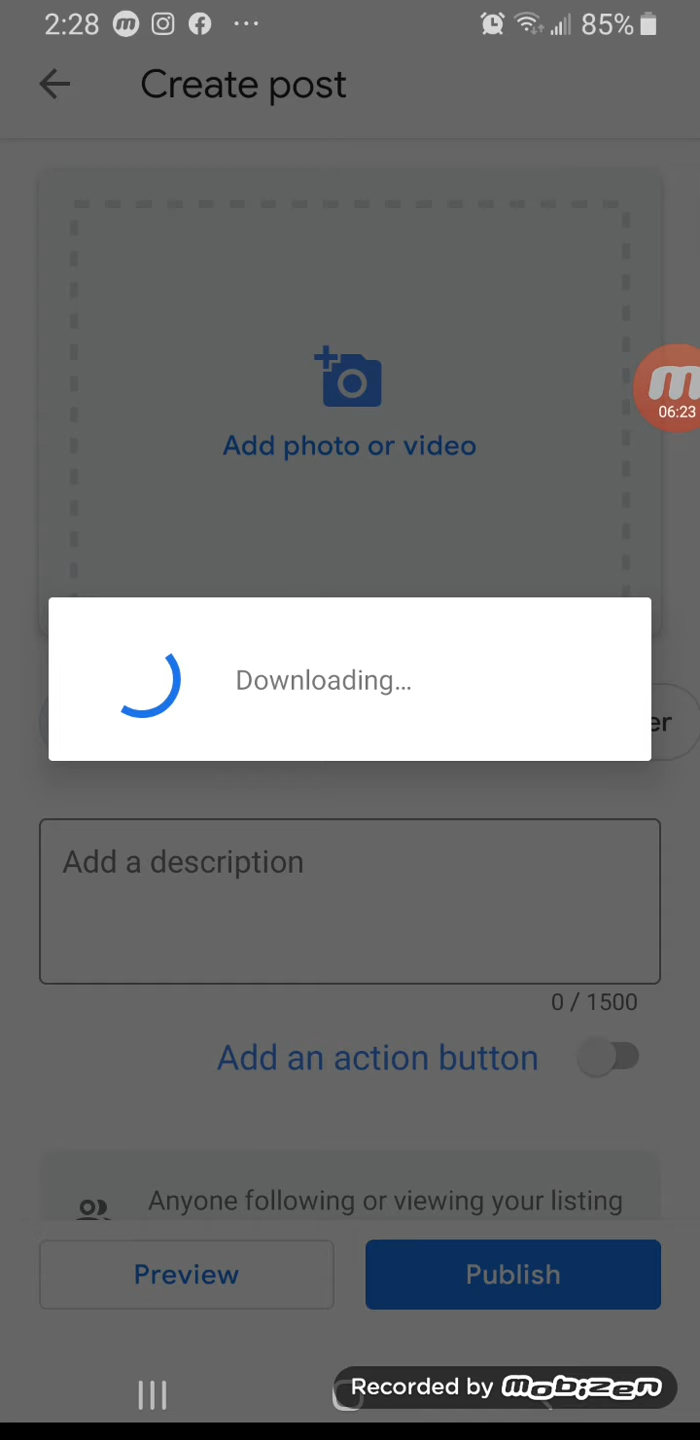 2:28 m ... 85%
Create post
Add photo or video
m
06:23
Downloading...
er
Add a description
0 / 1500
Add an action button
Anyone following or viewing your listing
Preview
Publish
Recorded by mobizen